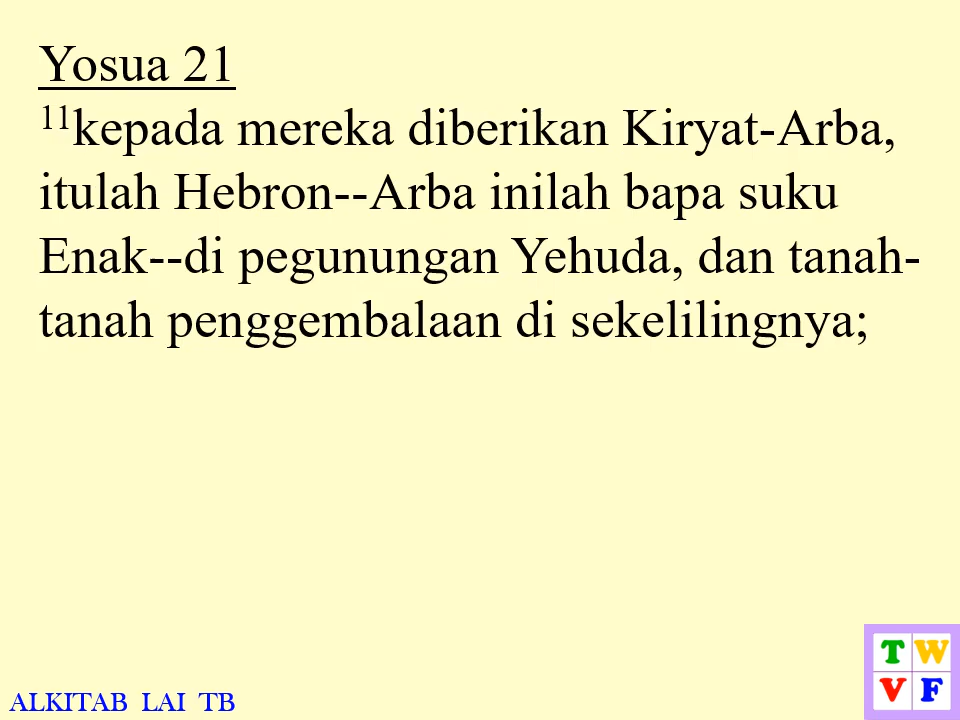 Yosua 21
11kepada mereka diberikan Kiryat-Arba,
itulah Hebron--Arba inilah bapa suku
Enak--di pegunungan Yehuda, dan tanah-
tanah penggembalaan di sekelilingnya;
T W
V F
ALKITAB LAI TB